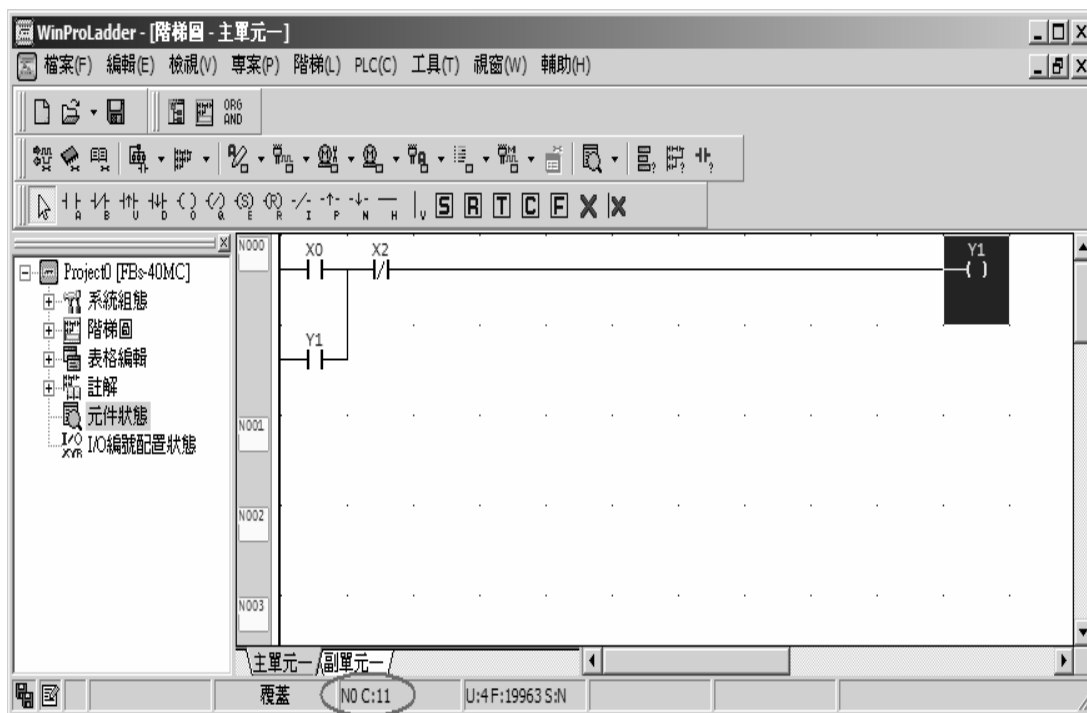 WinProLadder - [階梯圖 - 主單元一]
檔案(F) 編輯(E) 檢視(V) 專案(P) 階梯(L) PLC(C) 工具(T) 視窗(W) 輔助(H)
ORG
AND
A B U D O Q E R I P N H V S R T C F
Project0 [FBs-40MC]
系統組態
階梯圖
表格編輯
註解
元件狀態
I/O編號配置狀態
N000
X0 X2 Y1
Y1
N001
N002
N003
主單元一 副單元一
覆蓋 N0 C:11 U:4 F:19963 S:N